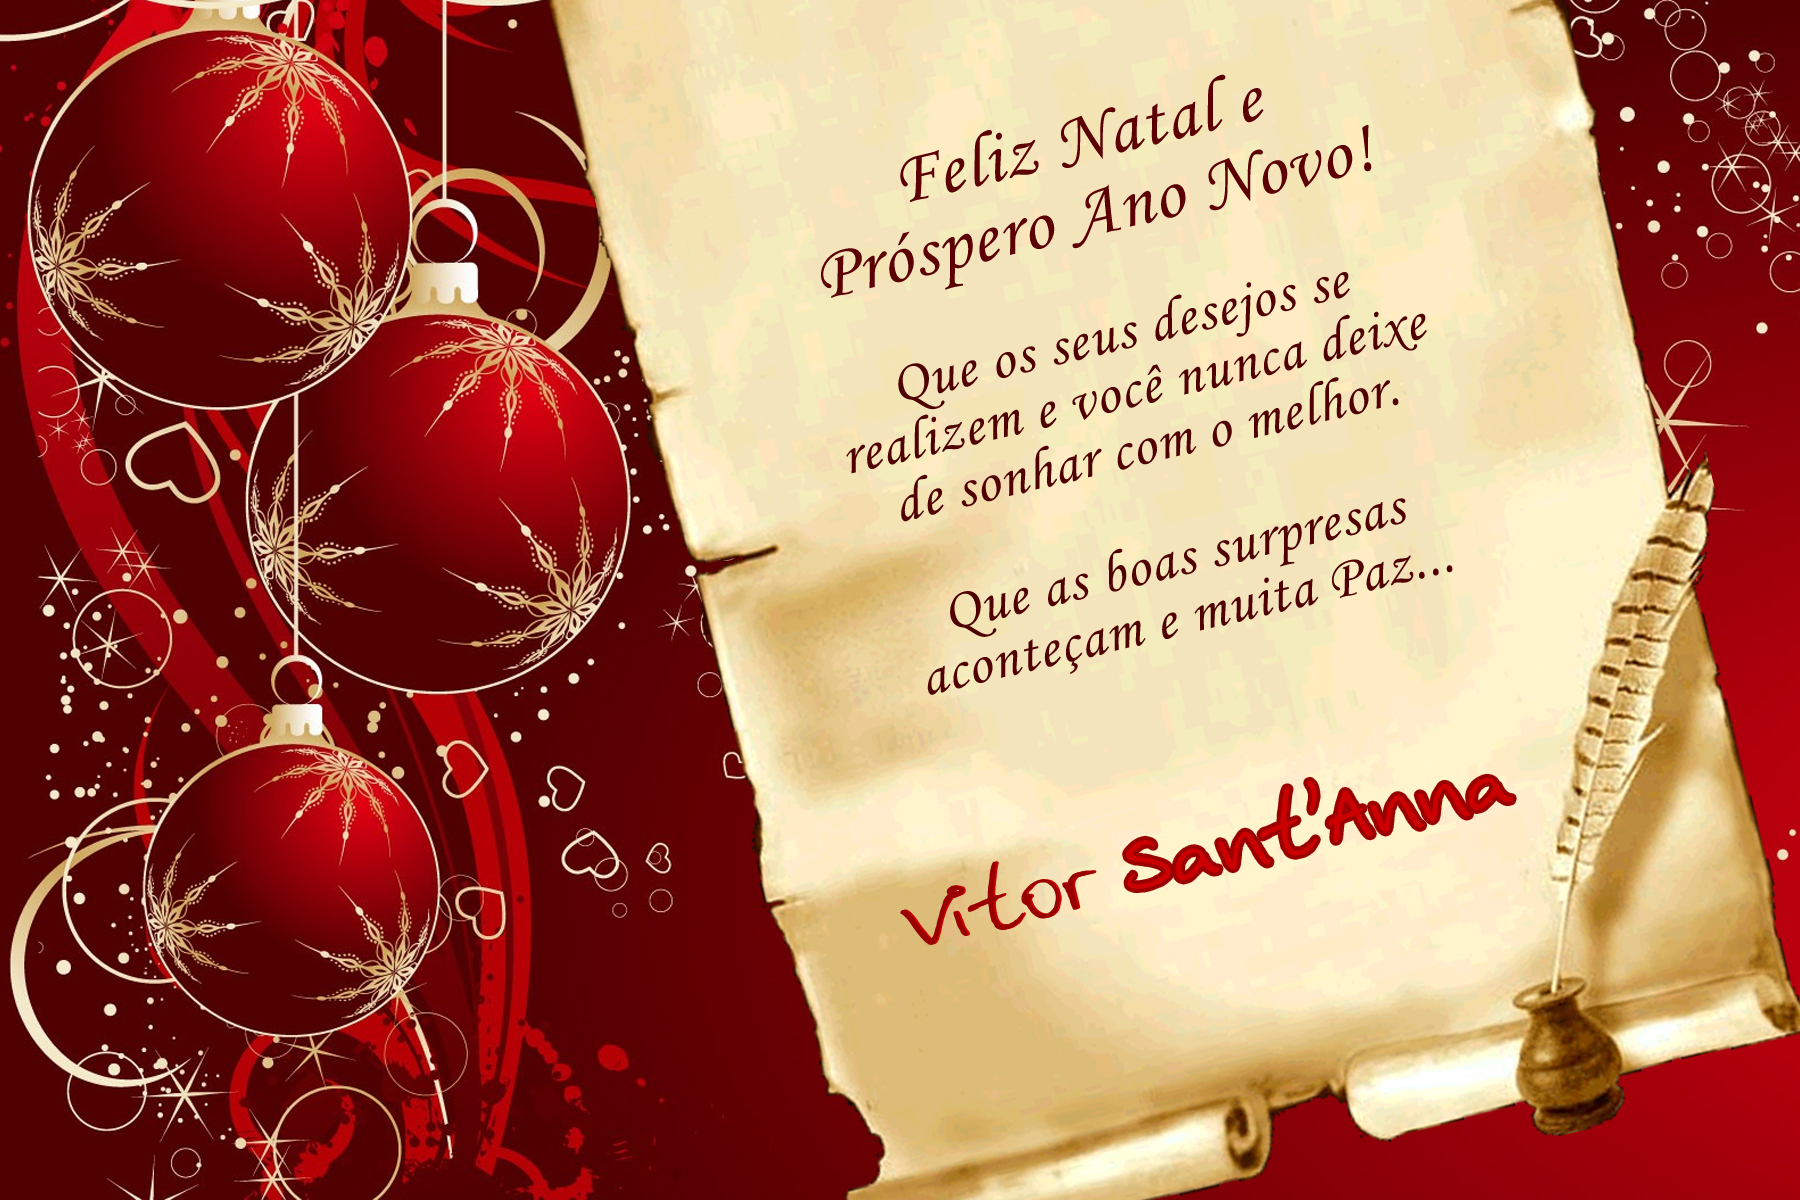 Feliz Natal e
Próspero Ano Novo!
Que os seus desejos se
realizem e você nunca deixe
de sonhar com o melhor.
Que as boas surpresas
aconteçam e muita Paz...
Vitor Sant'Anna